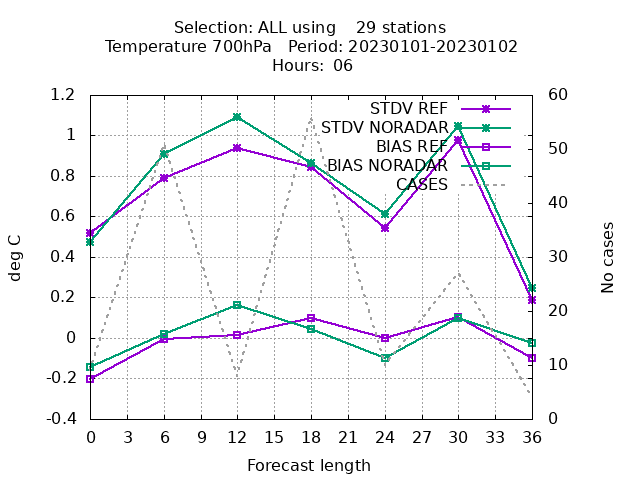 Selection: ALL using    29 stations
Temperature 700hPa   Period: 20230101-20230102
Hours:  06
STDV REF
STDV NORADAR
BIAS REF
BIAS NORADAR
CASES
1.2
1
0.8
0.6
0.4
0.2
0
-0.2
-0.4
deg C
60
50
40
30
20
10
0
No cases
0 3 6 9 12 15 18 21 24 27 30 33 36
Forecast length